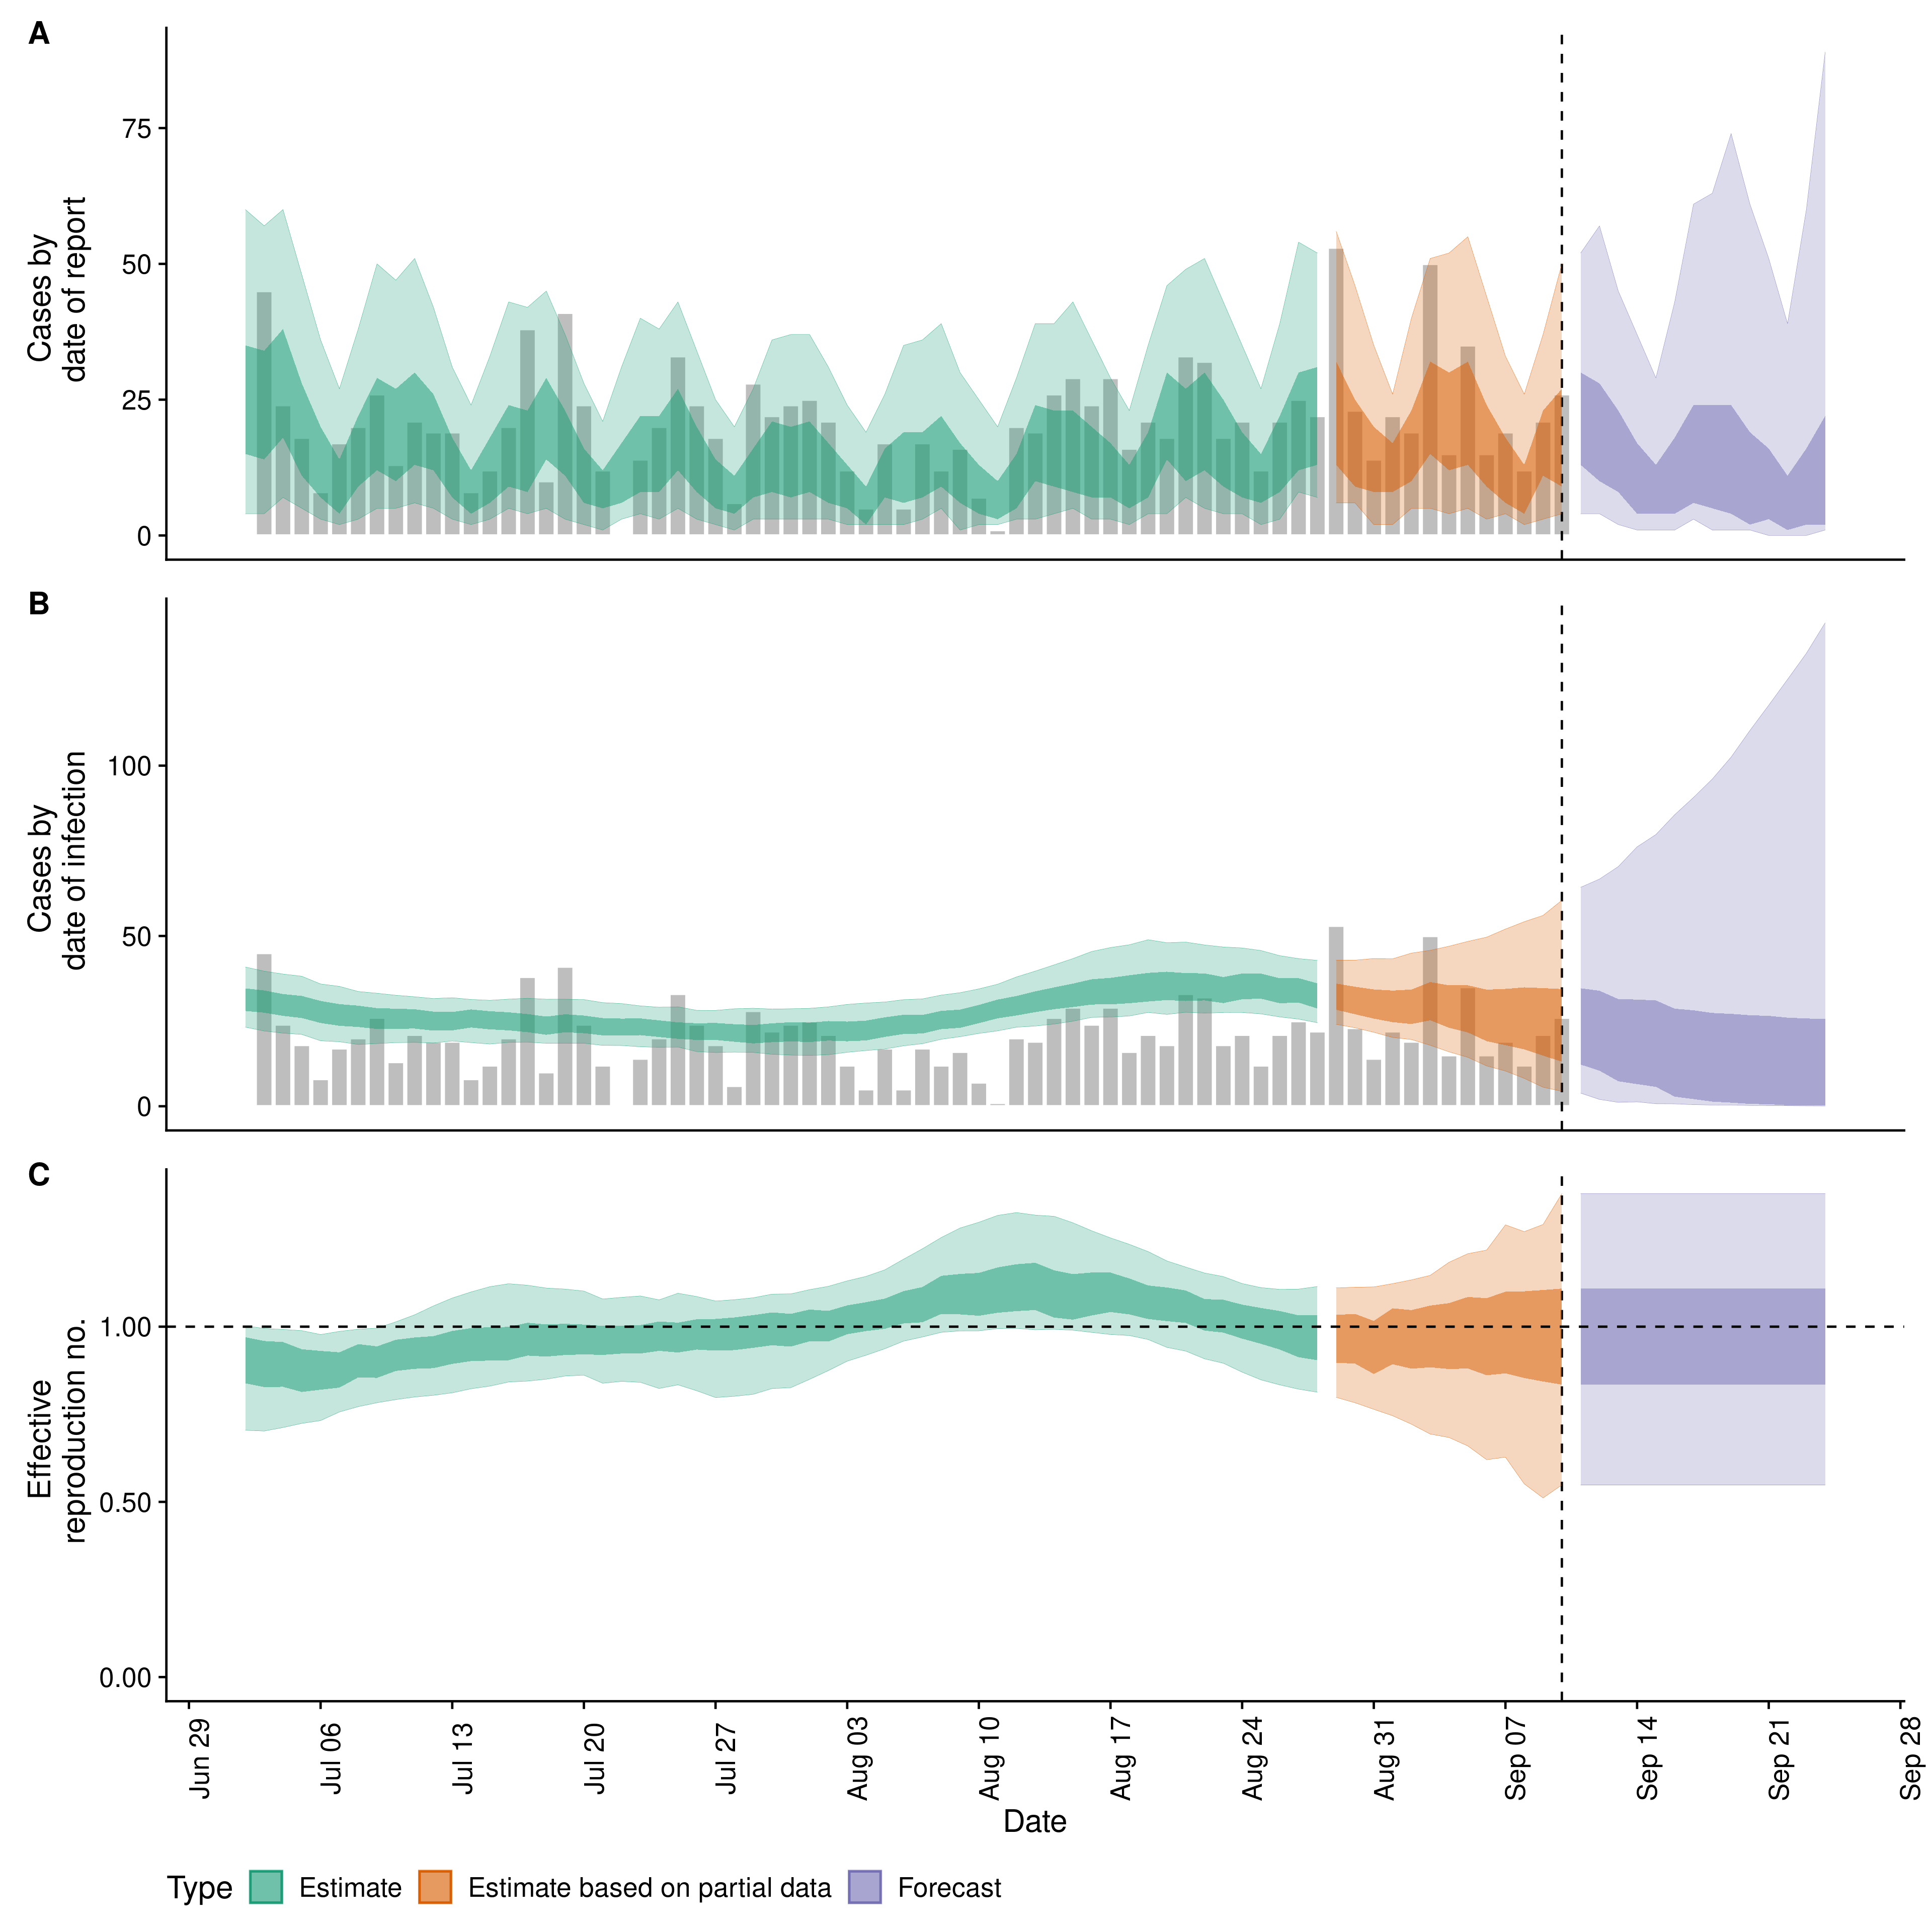 A
Cases by
date of report
75
50
25
0
B
Cases by
date of infection
100
50
0
C
Effective
reproduction no.
1.00
0.50
0.00
Jun 29
Jul 06
Jul 13
Jul 20
Jul 27
Aug 03
Aug 10
Aug 17
Aug 24
Aug 31
Sep 07
Sep 14
Sep 21
Sep 28
Date
Type Estimate Estimate based on partial data Forecast